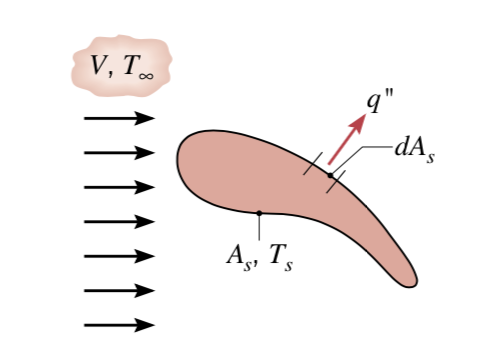 V, T∞
q"
dAₛ
Aₛ, Tₛ